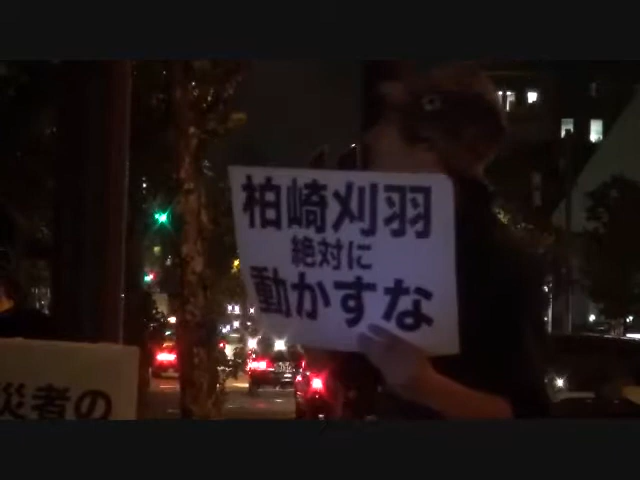 柏崎刈羽
絶対に
動かすな
災者の